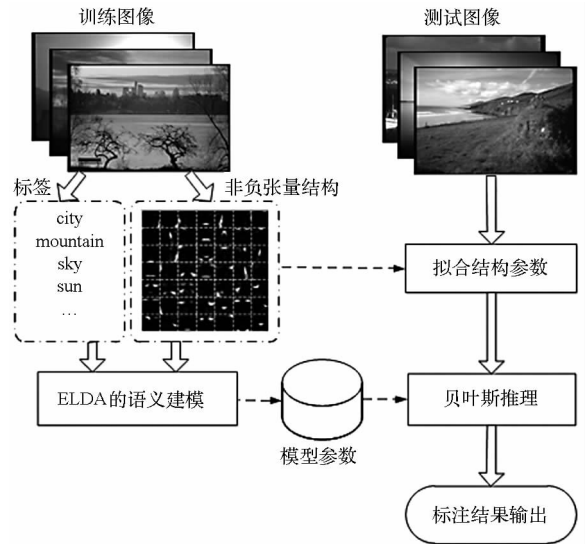 训练图像
测试图像
标签
非负张量结构
city
mountain
sky
sun
…
拟合结构参数
ELDA的语义建模
模型参数
贝叶斯推理
标注结果输出